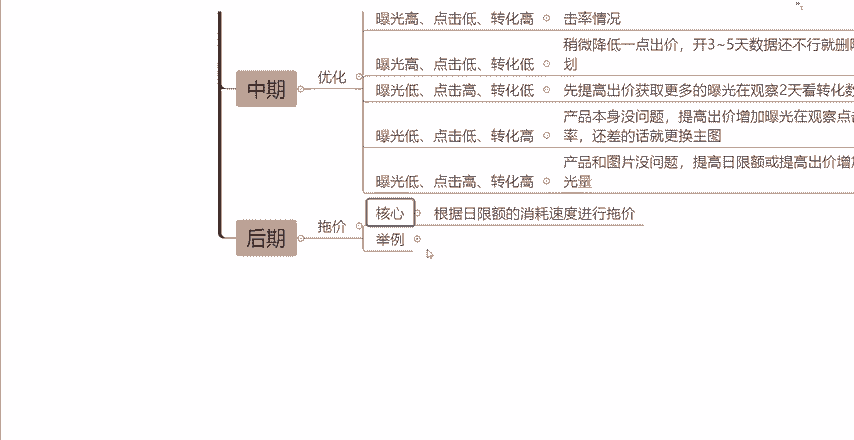 曝光高、点击低、转化高
击率情况
稍微降低一点出价，开3~5天数据还不行就删
曝光高、点击低、转化低
划
曝光低、点击高、转化低
先提高出价获取更多的曝光在观察2天看转化数
产品本身没问题，提高出价增加曝光在观察点击
曝光低、点击低、转化高
率，还差的话就更换主图
产品和图片没问题，提高日限额或提高出价增加
曝光低、点击高、转化高
光量
中期
优化
后期
拖价
核心
根据日限额的消耗速度进行拖价
举例